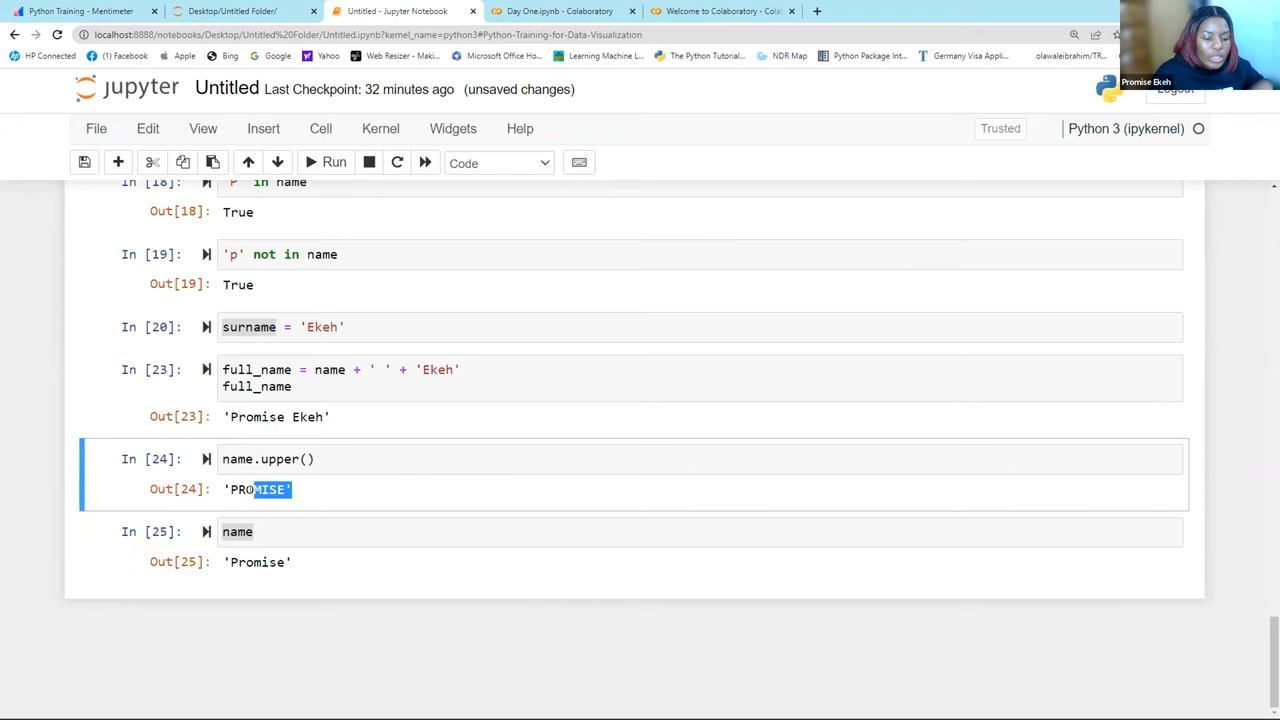 Python Training - Mentimeter
Desktop/Untitled Folder/
Untitled - Jupyter Notebook
Day One.ipynb - Colaboratory
Welcome to Colaboratory - Cola
localhost:8888/notebooks/Desktop/Untitled%20Folder/Untitled.ipynb?kernel_name=python3#Python-Training-for-Data-Visualization
HP Connected
(1) Facebook
Apple
Bing
Google
Yahoo
Web Resizer - Maki...
Microsoft Office Ho...
Learning Machine L...
The Python Tutorial...
NDR Map
Python Package Int...
Germany Visa Appl...
olawaleibrahim/TR...
Promise Ekeh
jupyter Untitled Last Checkpoint: 32 minutes ago (unsaved changes)
Logout
File Edit View Insert Cell Kernel Widgets Help
Trusted
Python 3 (ipykernel)
Run
Code
In [18]: 'P' in name
Out[18]: True
In [19]: 'p' not in name
Out[19]: True
In [20]: surname = 'Ekeh'
In [23]: full_name = name + ' ' + 'Ekeh'
full_name
Out[23]: 'Promise Ekeh'
In [24]: name.upper()
Out[24]: 'PROMISE'
In [25]: name
Out[25]: 'Promise'